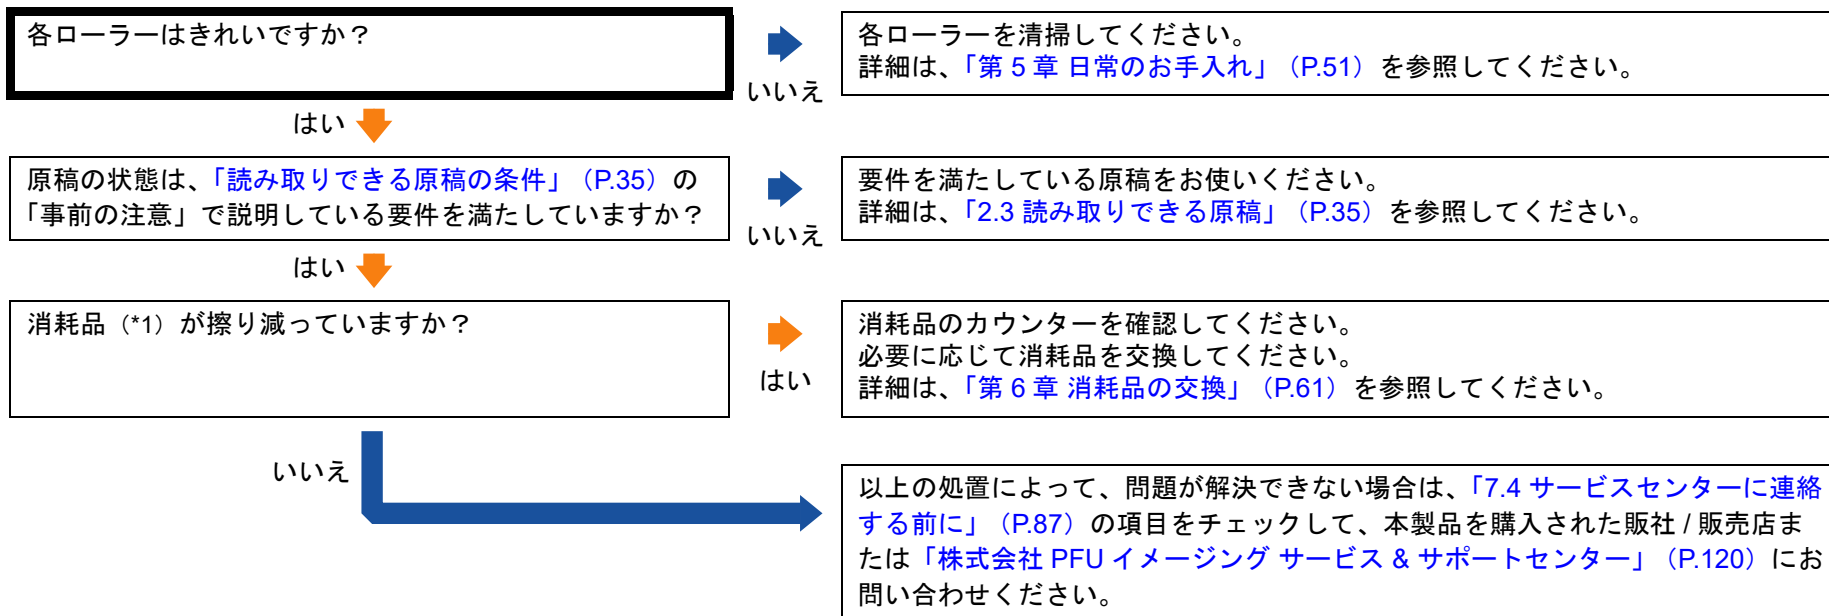 各ローラーはきれいですか？
いいえ
各ローラーを清掃してください。
詳細は、「第 5 章 日常のお手入れ」（P.51）を参照してください。
はい
原稿の状態は、「読み取りできる原稿の条件」（P.35）の
「事前の注意」で説明している要件を満たしていますか？
いいえ
要件を満たしている原稿をお使いください。
詳細は、「2.3 読み取りできる原稿」（P.35）を参照してください。
はい
消耗品（*1）が擦り減っていますか？
はい
消耗品のカウンターを確認してください。
必要に応じて消耗品を交換してください。
詳細は、「第 6 章 消耗品の交換」（P.61）を参照してください。
いいえ
以上の処置によって、問題が解決できない場合は、「7.4 サービスセンターに連絡
する前に」（P.87）の項目をチェックして、本製品を購入された販社 / 販売店ま
たは「株式会社 PFU イメージング サービス & サポートセンター」（P.120）にお
問い合わせください。